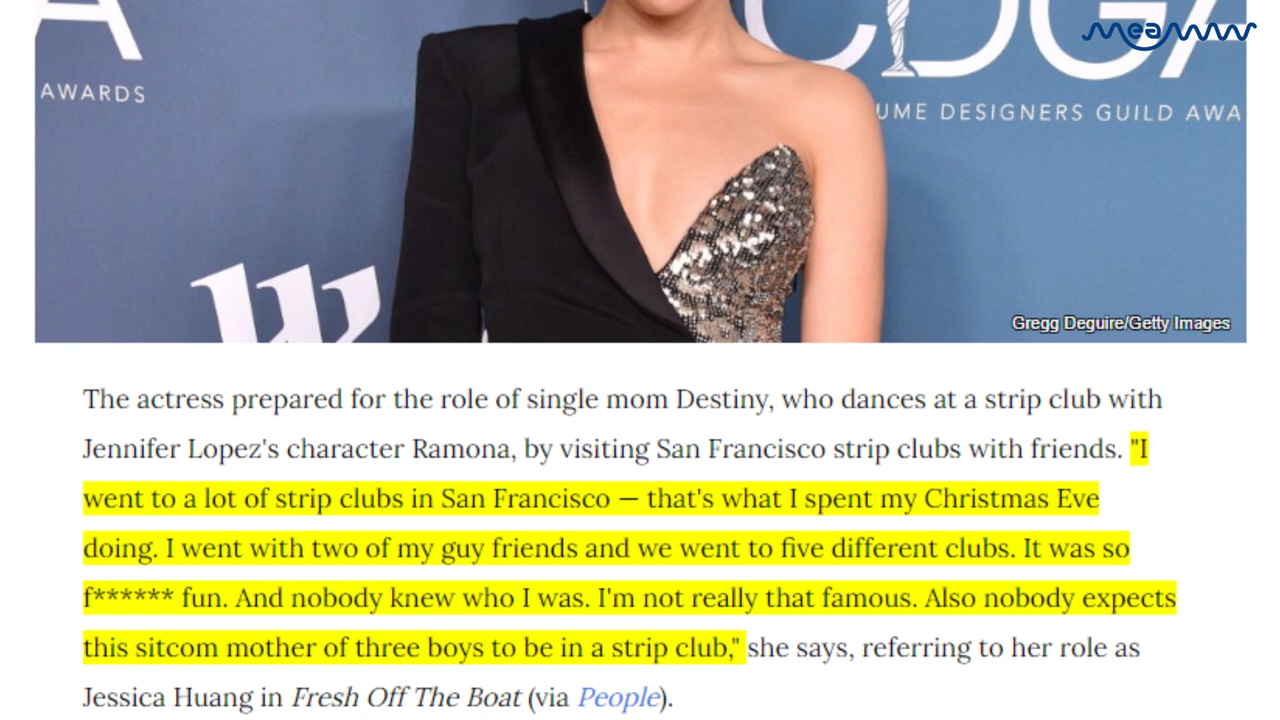 A
CDGA
meaww
AWARDS
UME DESIGNERS GUILD AWA
W
Gregg Deguire/Getty Images
The actress prepared for the role of single mom Destiny, who dances at a strip club with
Jennifer Lopez's character Ramona, by visiting San Francisco strip clubs with friends. "I
went to a lot of strip clubs in San Francisco — that's what I spent my Christmas Eve
doing. I went with two of my guy friends and we went to five different clubs. It was so
f****** fun. And nobody knew who I was. I'm not really that famous. Also nobody expects
this sitcom mother of three boys to be in a strip club," she says, referring to her role as
Jessica Huang in Fresh Off The Boat (via People).